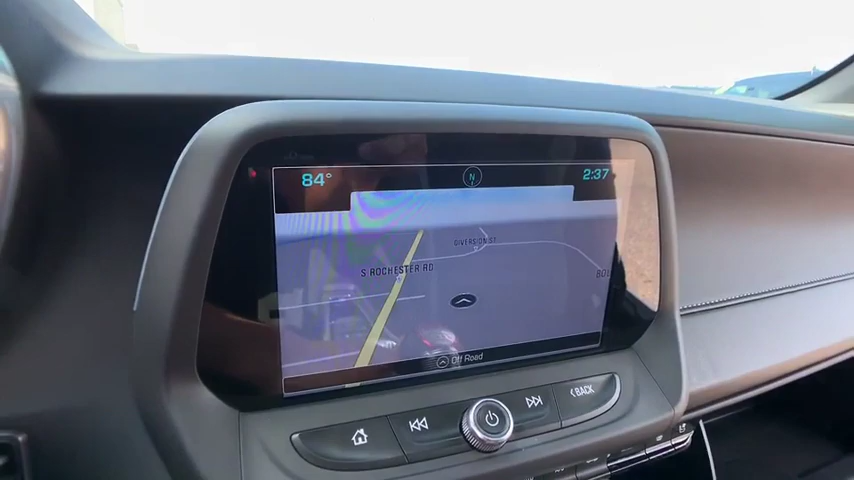 84°
N
2:37
DIVERSION ST
S ROCHESTER RD
Off Road
BACK